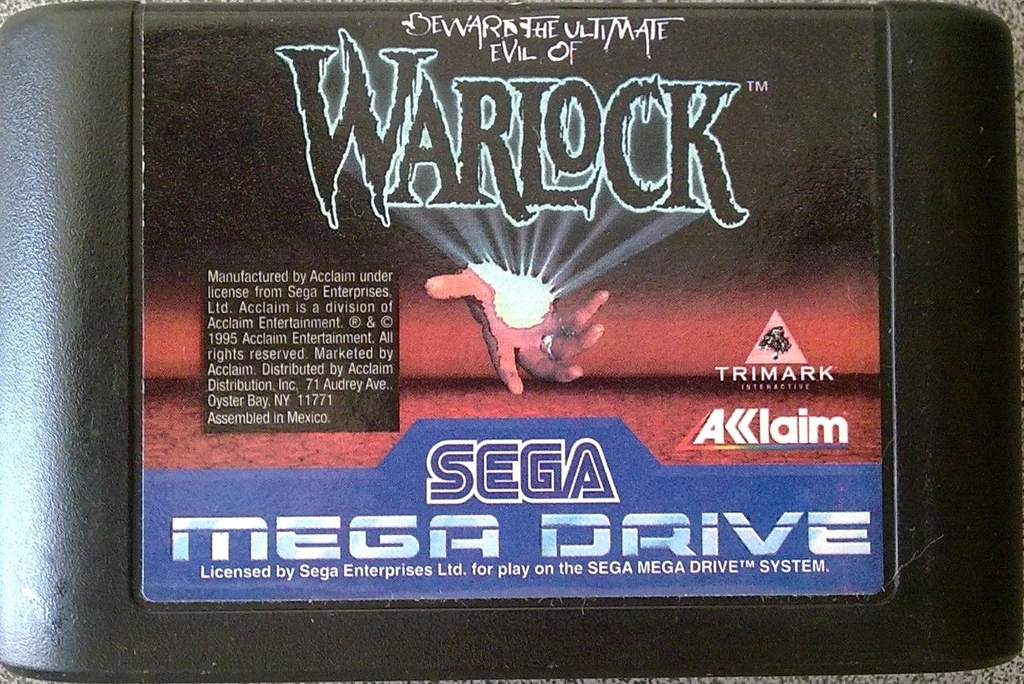 BEWARE THE ULTIMATE
EVIL OF
WARLOCK™
Manufactured by Acclaim under
license from Sega Enterprises,
Ltd. Acclaim is a division of
Acclaim Entertainment. ® & ©
1995 Acclaim Entertainment. All
rights reserved. Marketed by
Acclaim. Distributed by Acclaim
Distribution, Inc, 71 Audrey Ave.,
Oyster Bay, NY 11771
Assembled in Mexico.
TRIMARK
INTERACTIVE
AKKlaim
SEGA
MEGA DRIVE
Licensed by Sega Enterprises Ltd. for play on the SEGA MEGA DRIVE™ SYSTEM.